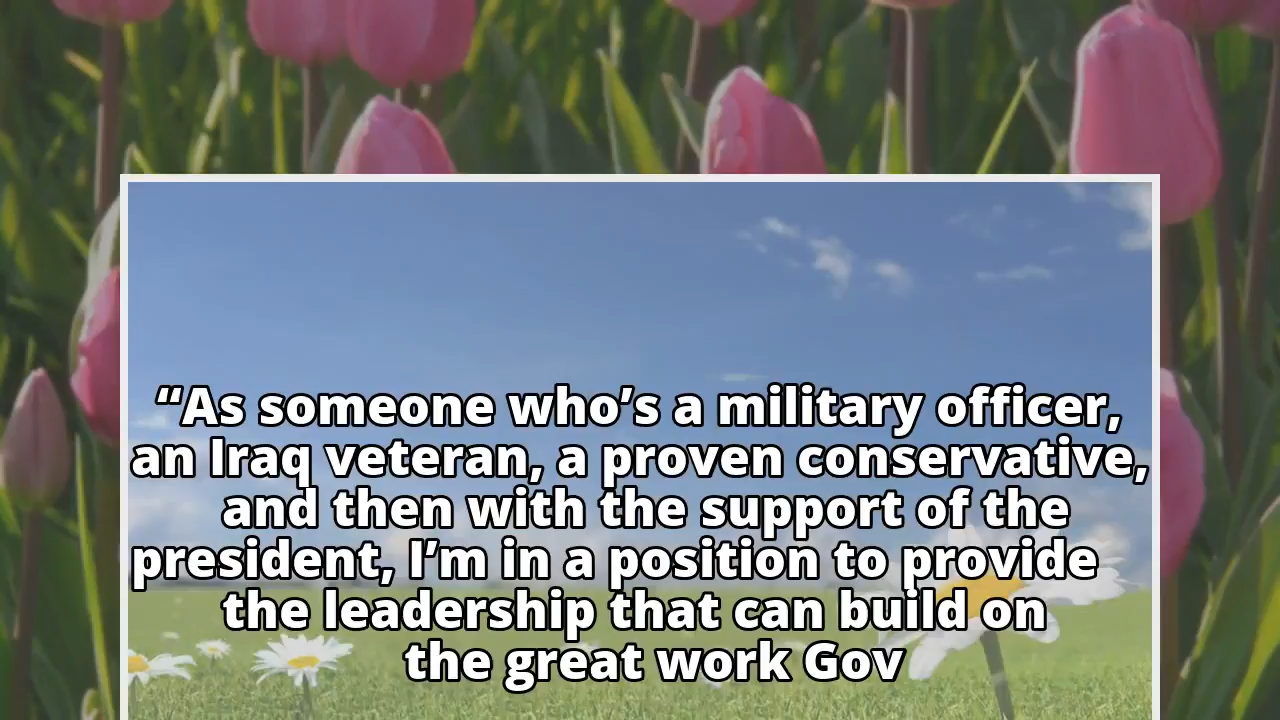 “As someone who’s a military officer,
an Iraq veteran, a proven conservative,
and then with the support of the
president, I’m in a position to provide
the leadership that can build on
the great work Gov